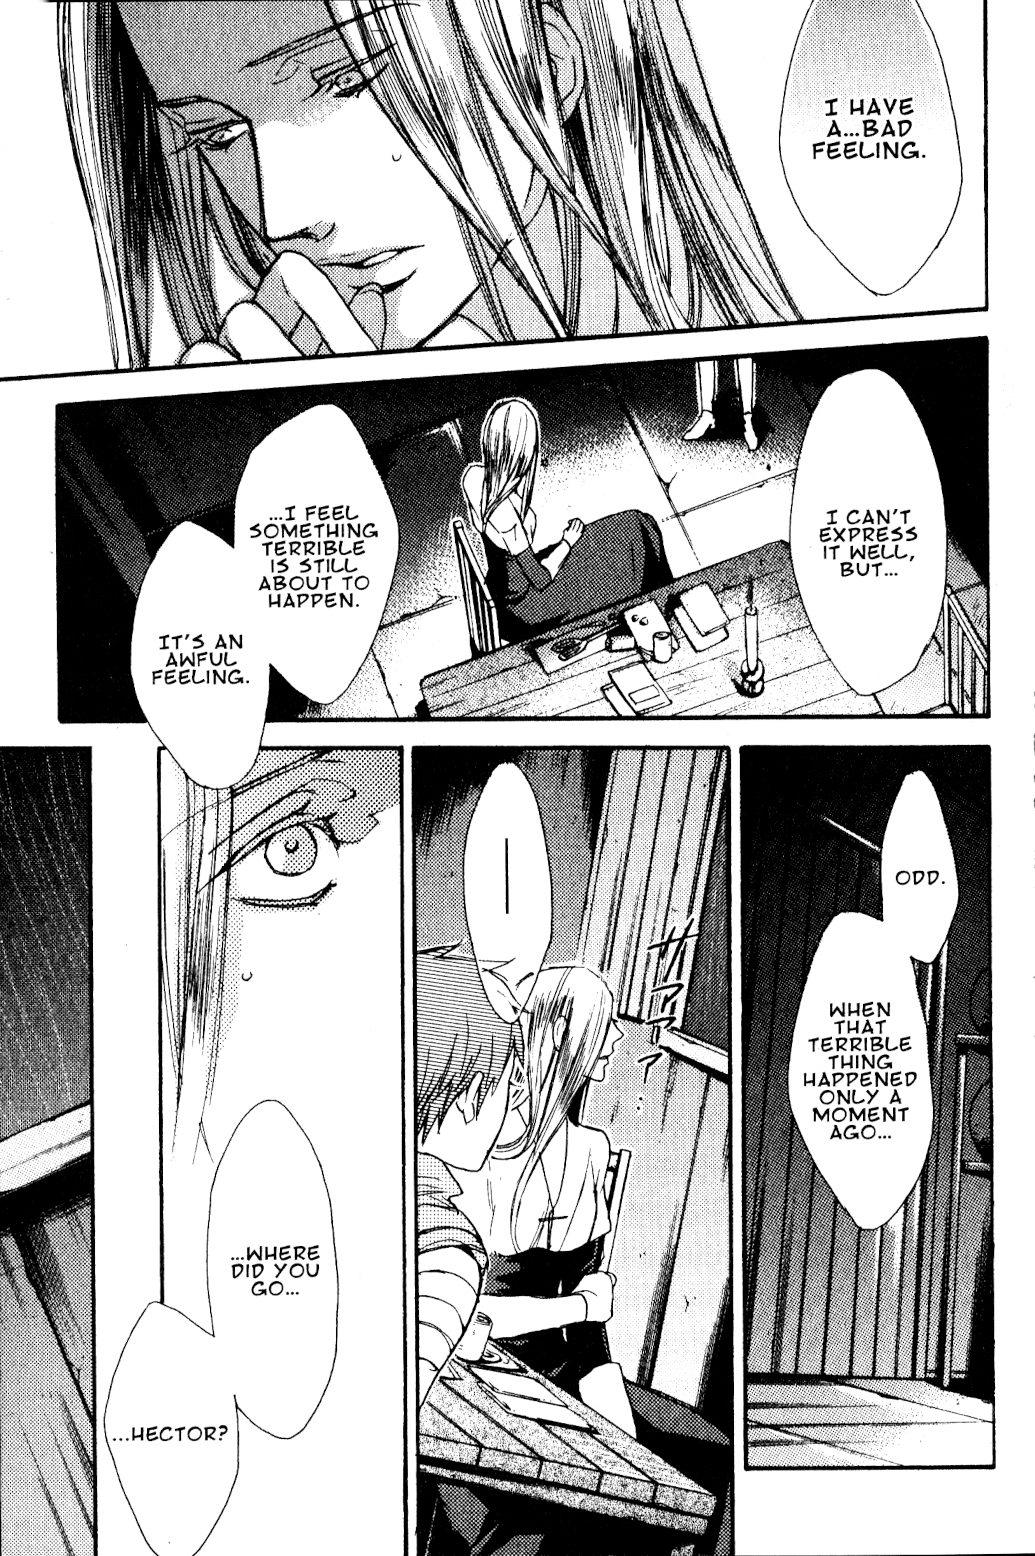 I HAVE
A...BAD
FEELING.
I CAN'T
EXPRESS
IT WELL,
BUT...
...I FEEL
SOMETHING
TERRIBLE
IS STILL
ABOUT TO
HAPPEN.
IT'S AN
AWFUL
FEELING.
ODD.
WHEN
THAT
TERRIBLE
THING
HAPPENED
ONLY A
MOMENT
AGO...
...WHERE
DID YOU
GO...
...HECTOR?